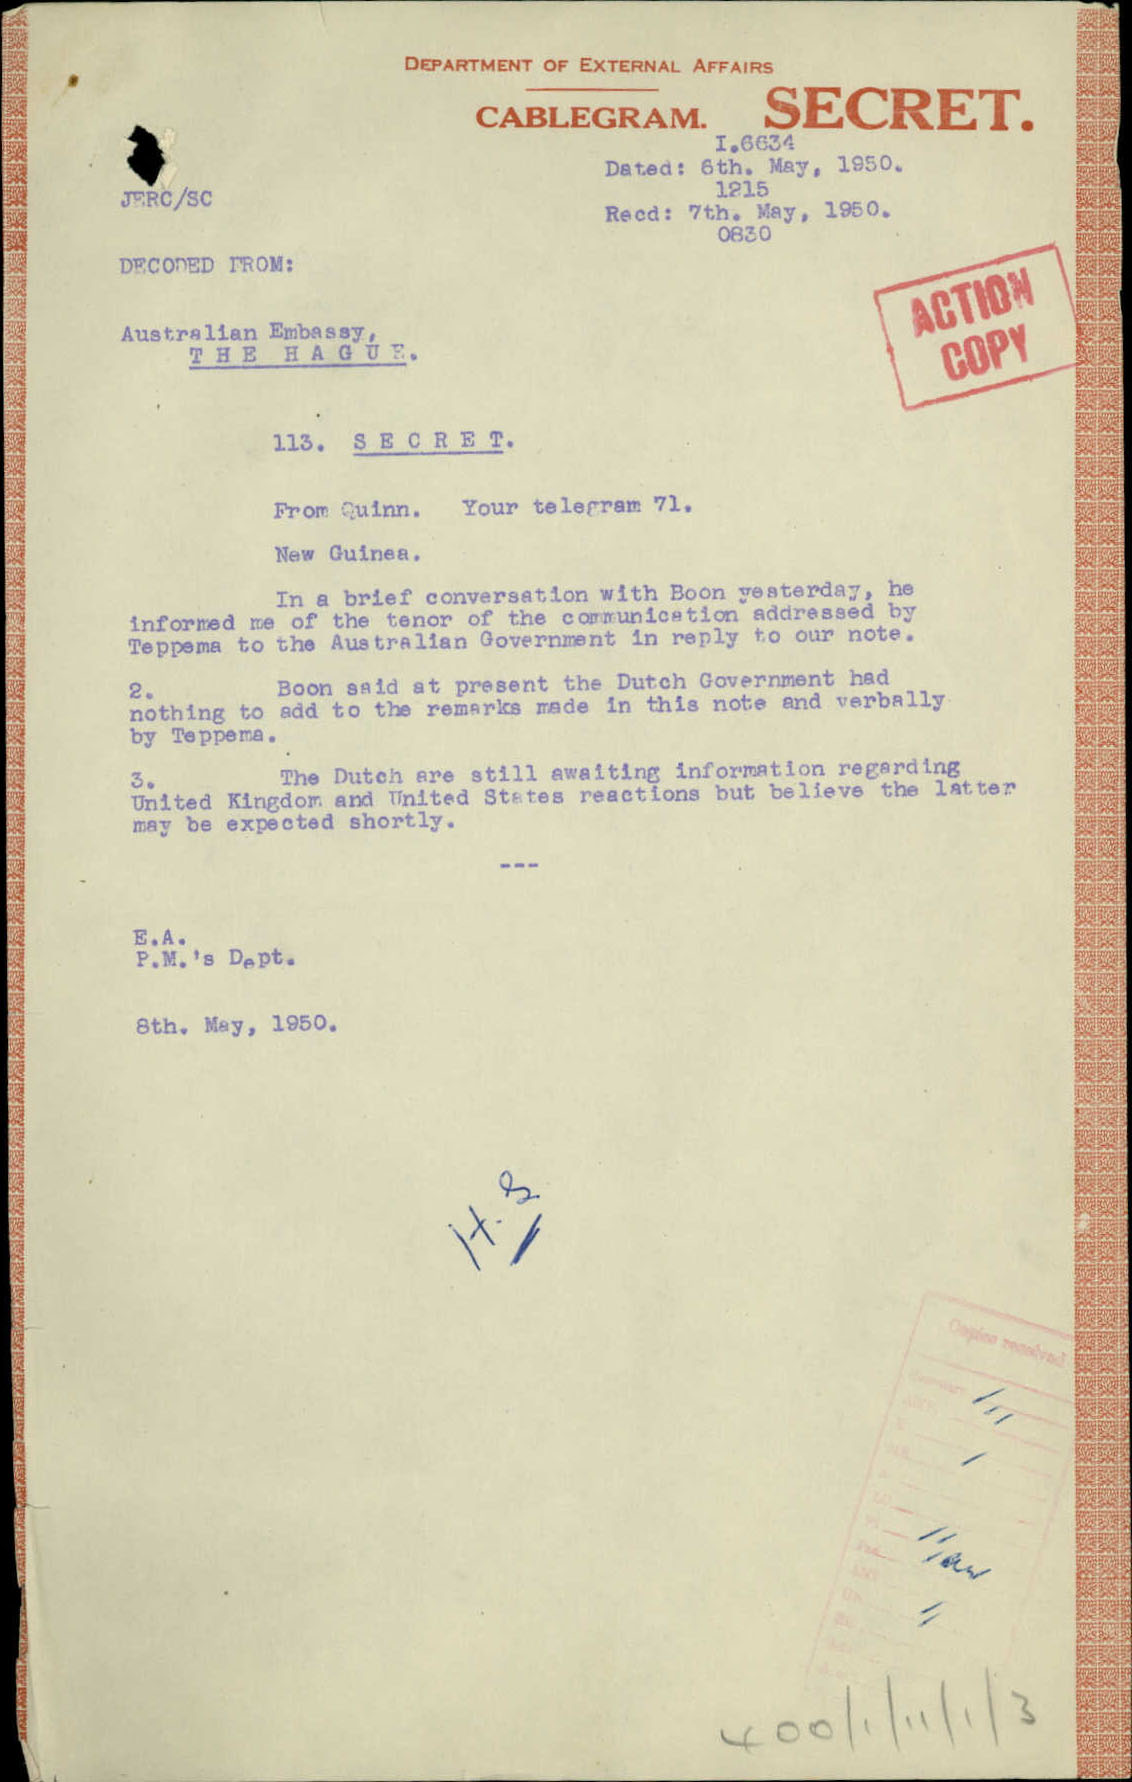 DEPARTMENT OF EXTERNAL AFFAIRS
CABLEGRAM. SECRET.
I.6634
Dated: 6th. May, 1950.
1215
JERC/SC
Recd: 7th. May, 1950.
0830
DECODED FROM:
ACTION
COPY
Australian Embassy,
T H E H A G U E.
113. S E C R E T.
From Quinn. Your telegram 71.
New Guinea.
In a brief conversation with Boon yesterday, he
informed me of the tenor of the communication addressed by
Teppema to the Australian Government in reply to our note.
2. Boon said at present the Dutch Government had
nothing to add to the remarks made in this note and verbally
by Teppema.
3. The Dutch are still awaiting information regarding
United Kingdom and United States reactions but believe the latter
may be expected shortly.
---
E.A.
P.M.'s Dept.
8th. May, 1950.
Copies received
400/1/11/1/3